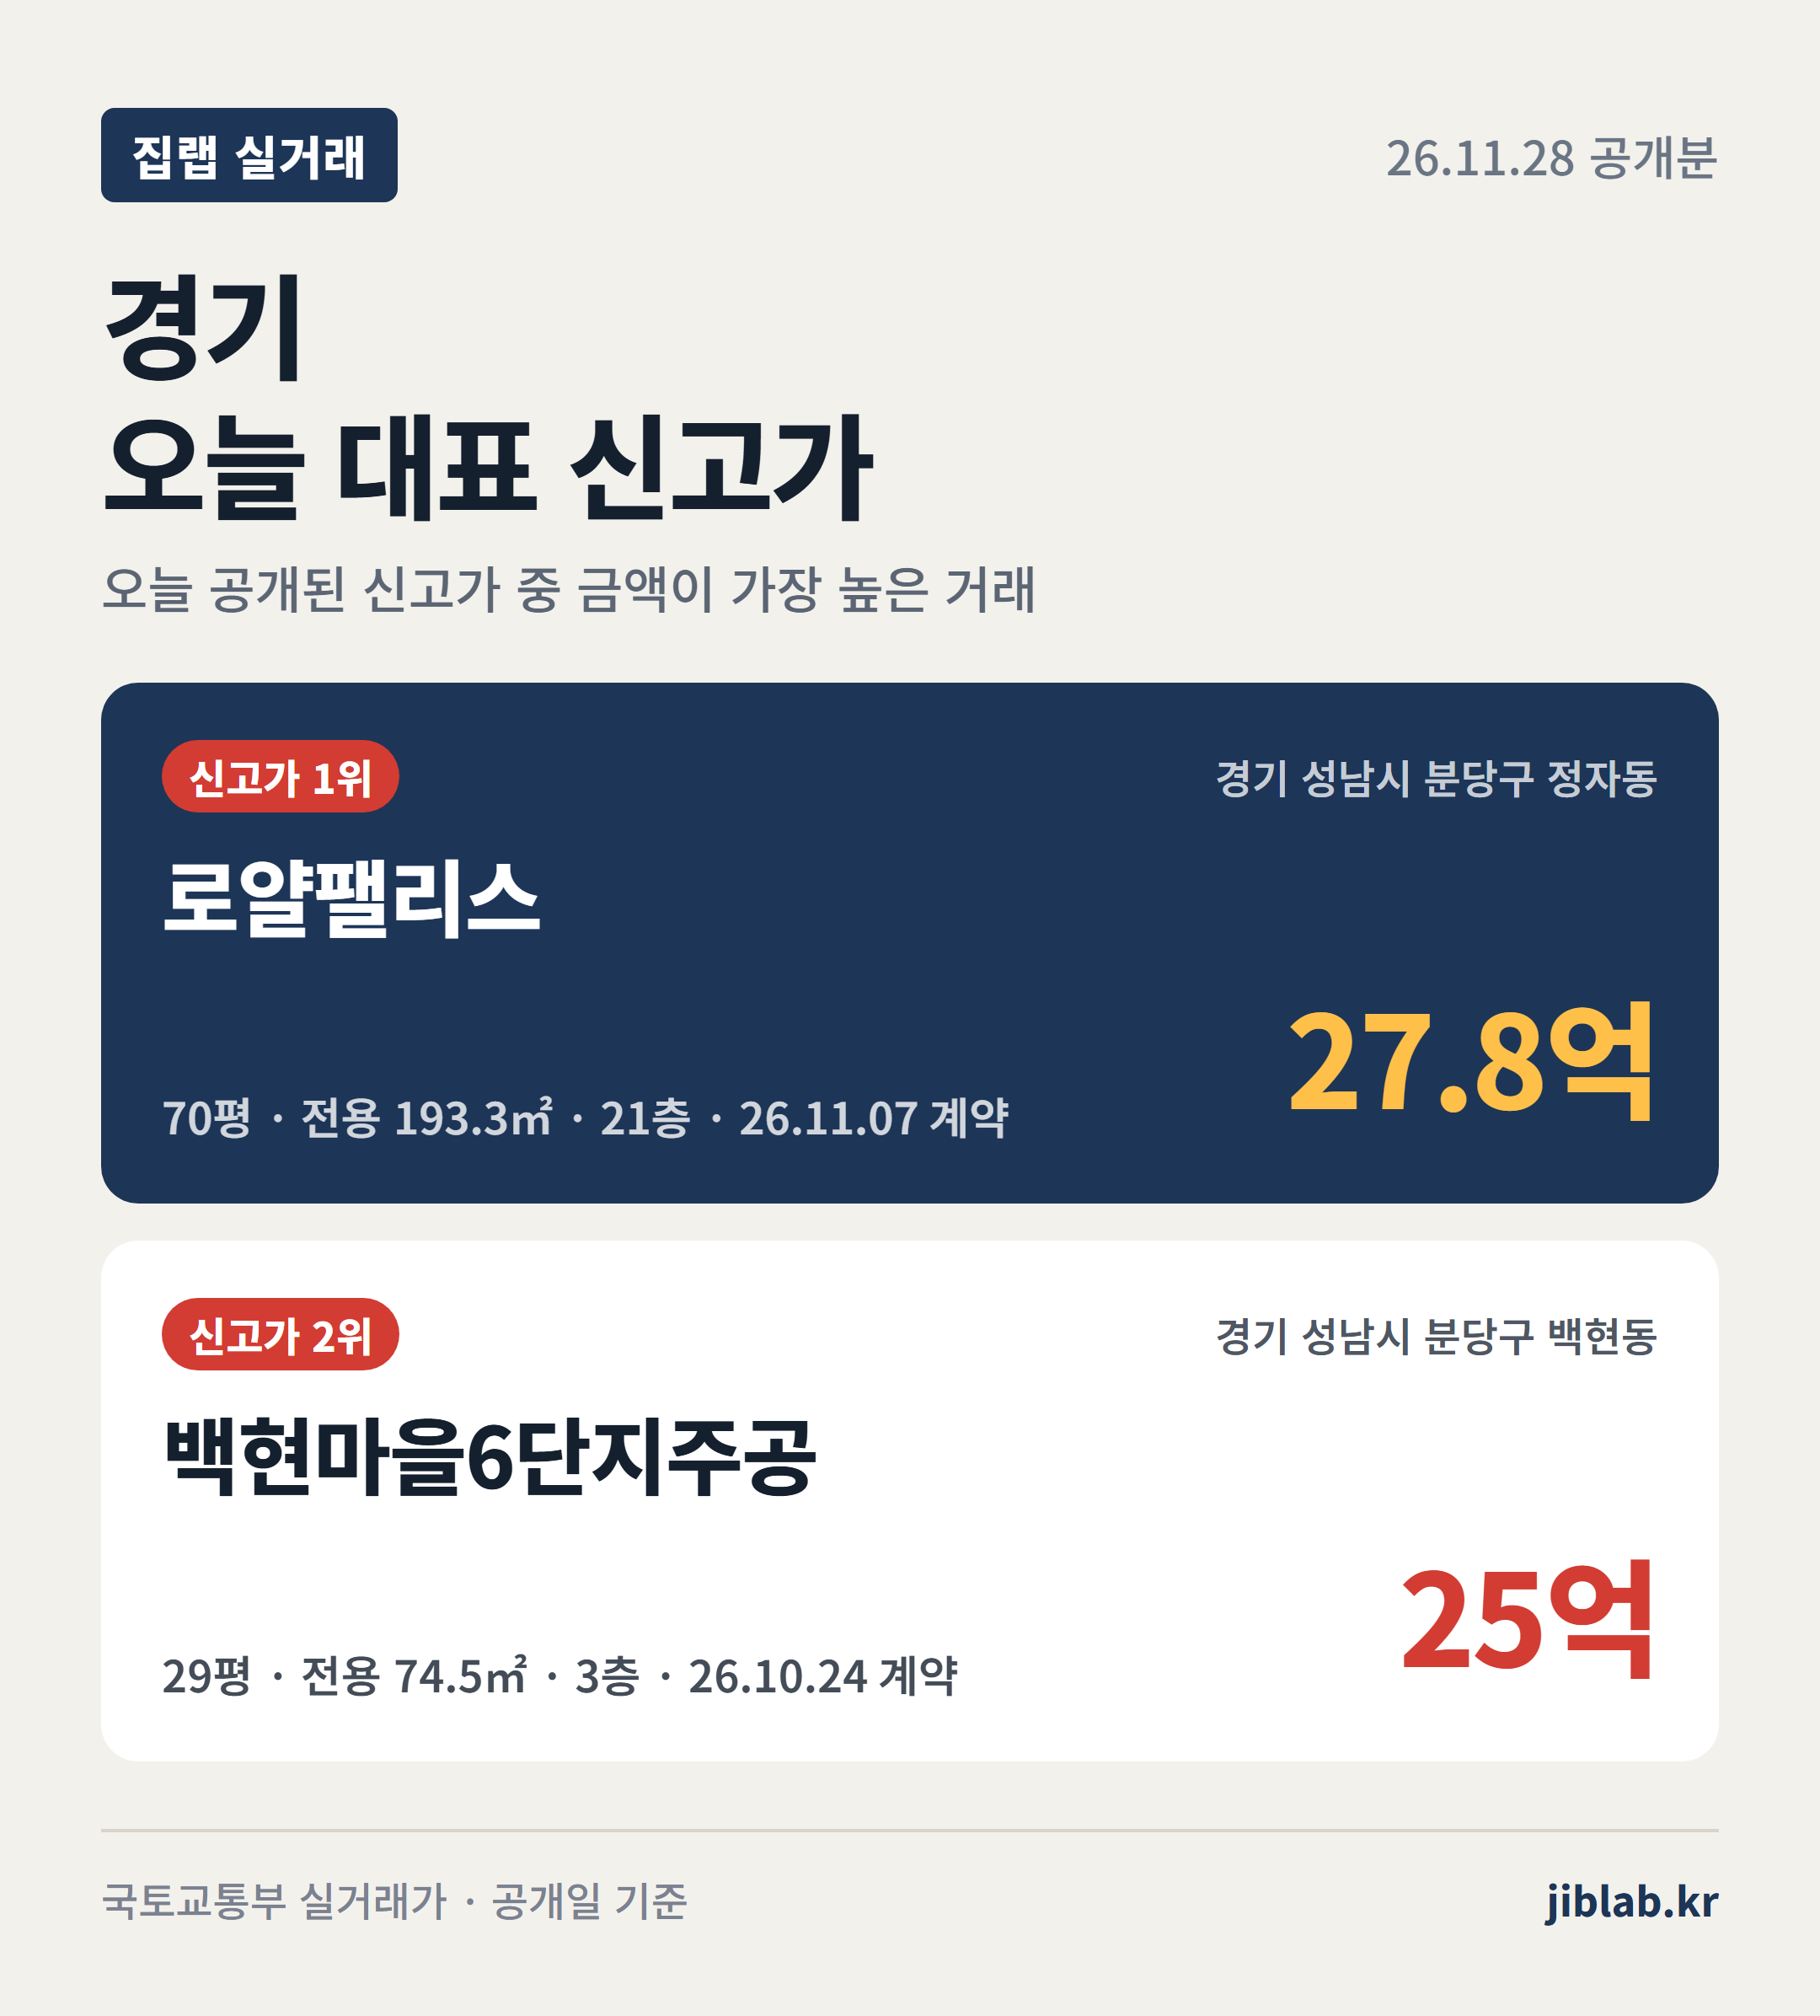 집랩 실거래
26.11.28 공개분
경기
오늘 대표 신고가
오늘 공개된 신고가 중 금액이 가장 높은 거래
신고가 1위
경기 성남시 분당구 정자동
로얄팰리스
27.8억
70평 · 전용 193.3㎡ · 21층 · 26.11.07 계약
신고가 2위
경기 성남시 분당구 백현동
백현마을6단지주공
25억
29평 · 전용 74.5㎡ · 3층 · 26.10.24 계약
국토교통부 실거래가 · 공개일 기준
jiblab.kr